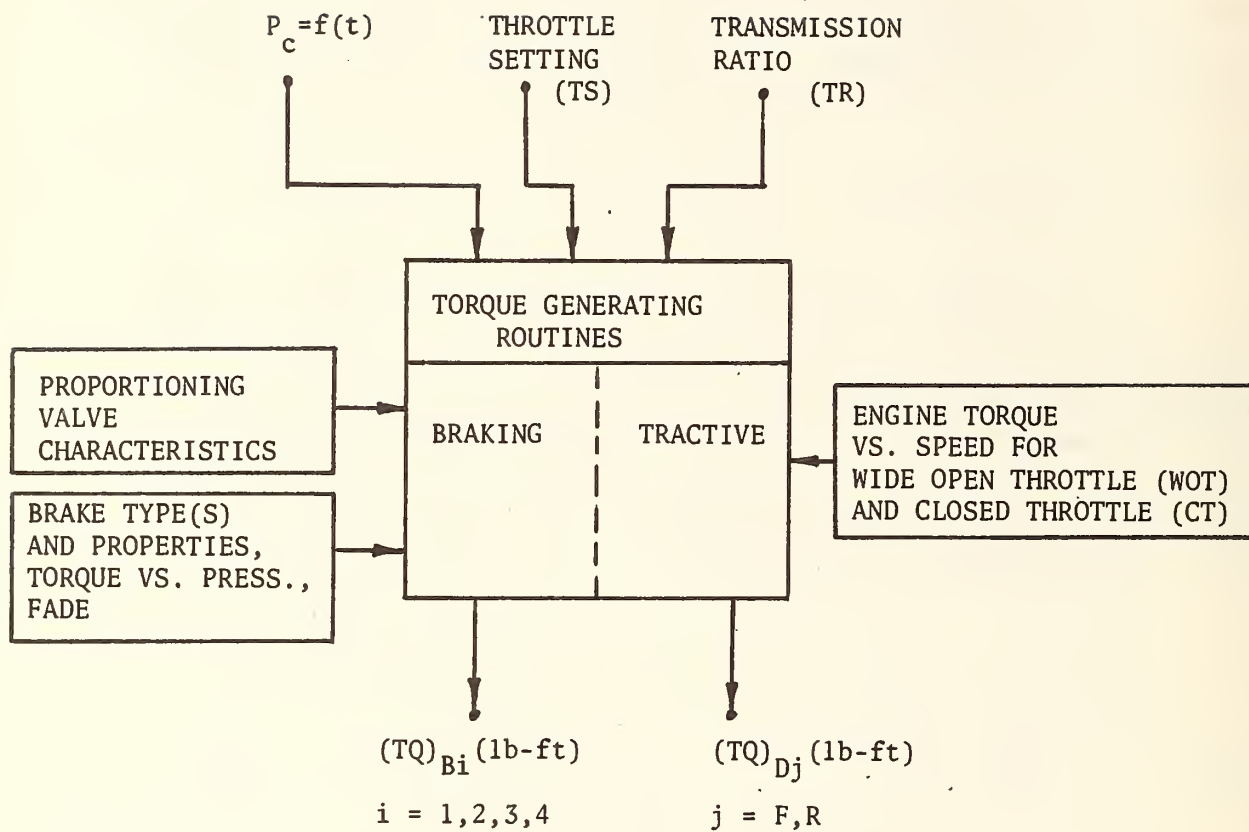 P_c=f(t)
THROTTLE
SETTING
(TS)
TRANSMISSION
RATIO
(TR)
TORQUE GENERATING
ROUTINES
PROPORTIONING
VALVE
CHARACTERISTICS
BRAKE TYPE(S)
AND PROPERTIES,
TORQUE VS. PRESS.,
FADE
BRAKING
TRACTIVE
ENGINE TORQUE
VS. SPEED FOR
WIDE OPEN THROTTLE (WOT)
AND CLOSED THROTTLE (CT)
(TQ)_Bi (lb-ft)
i = 1,2,3,4
(TQ)_Dj (lb-ft)
j = F,R